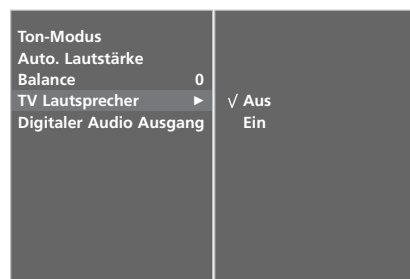 Ton-Modus
Auto. Lautstärke
Balance 0
TV Lautsprecher ►
Digitaler Audio Ausgang
√ Aus
Ein